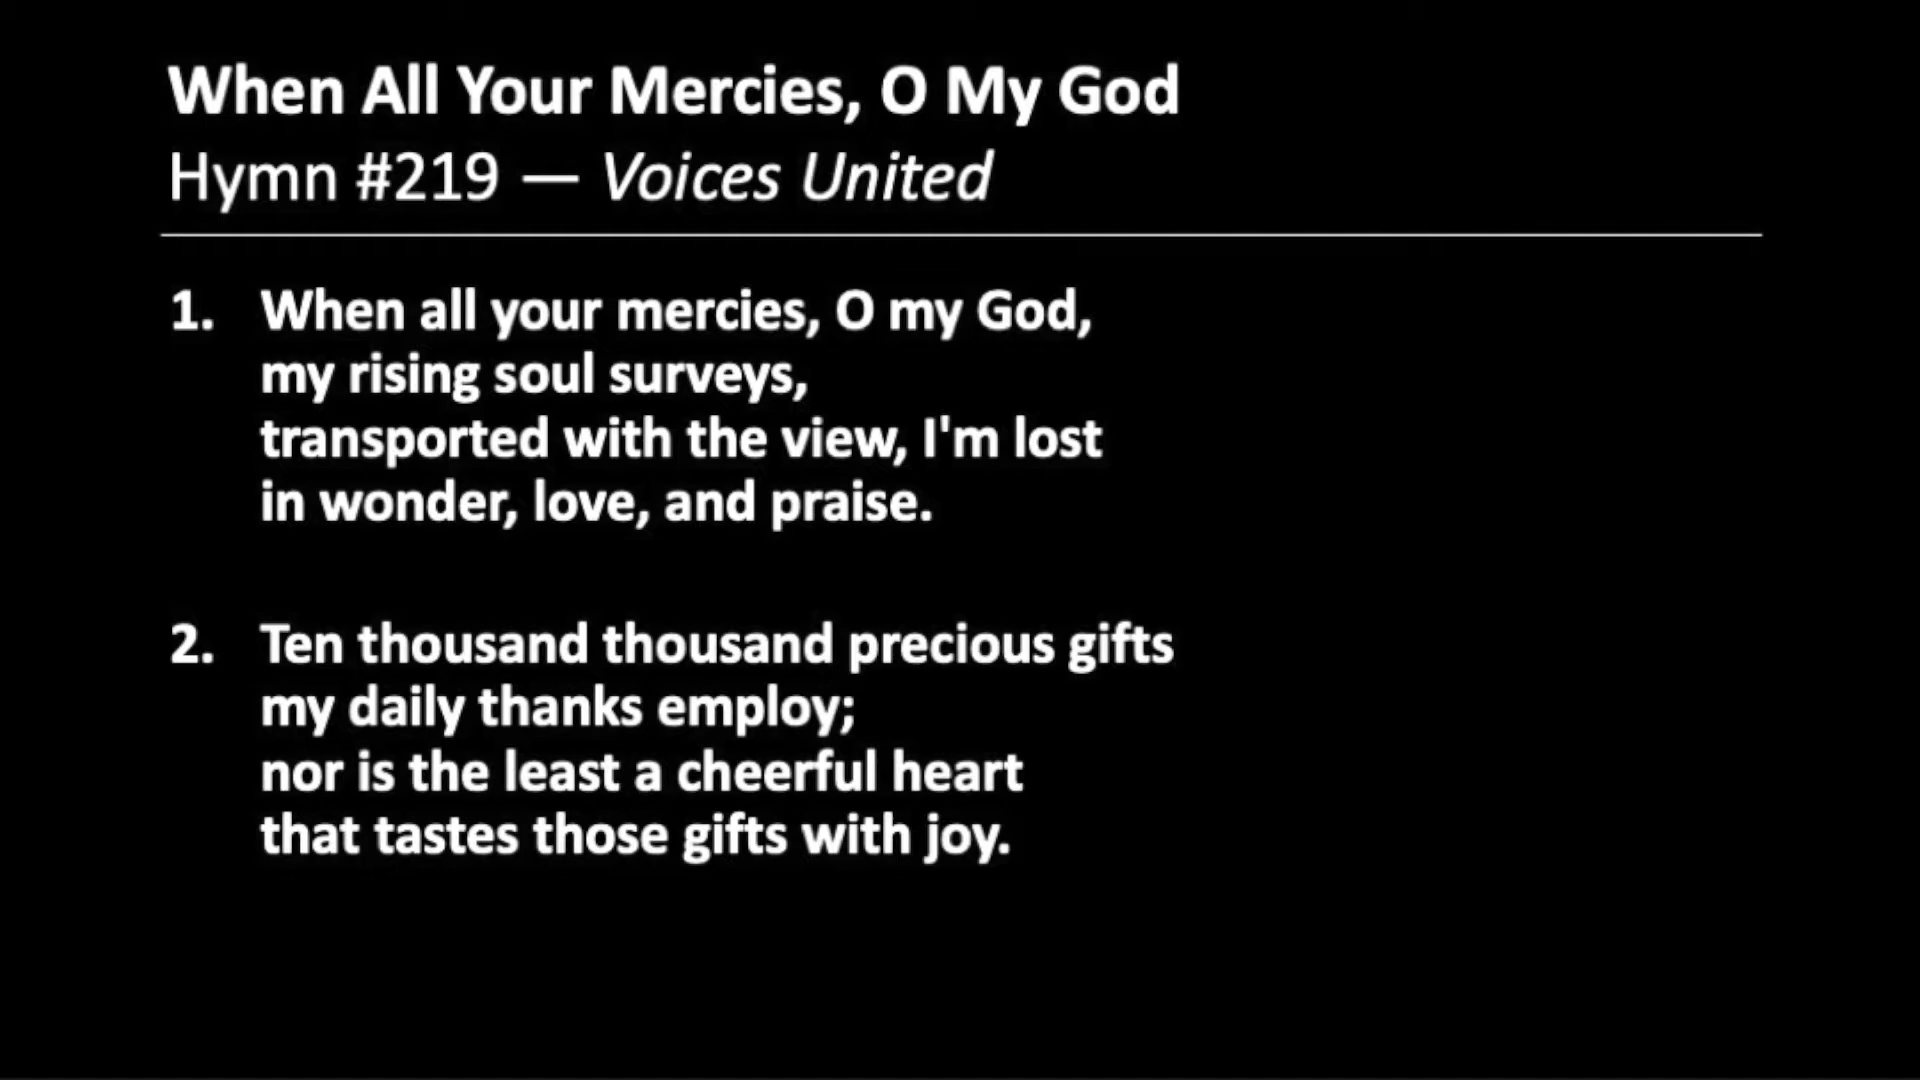 When All Your Mercies, O My God
Hymn #219 — Voices United
1. When all your mercies, O my God,
my rising soul surveys,
transported with the view, I'm lost
in wonder, love, and praise.
2. Ten thousand thousand precious gifts
my daily thanks employ;
nor is the least a cheerful heart
that tastes those gifts with joy.